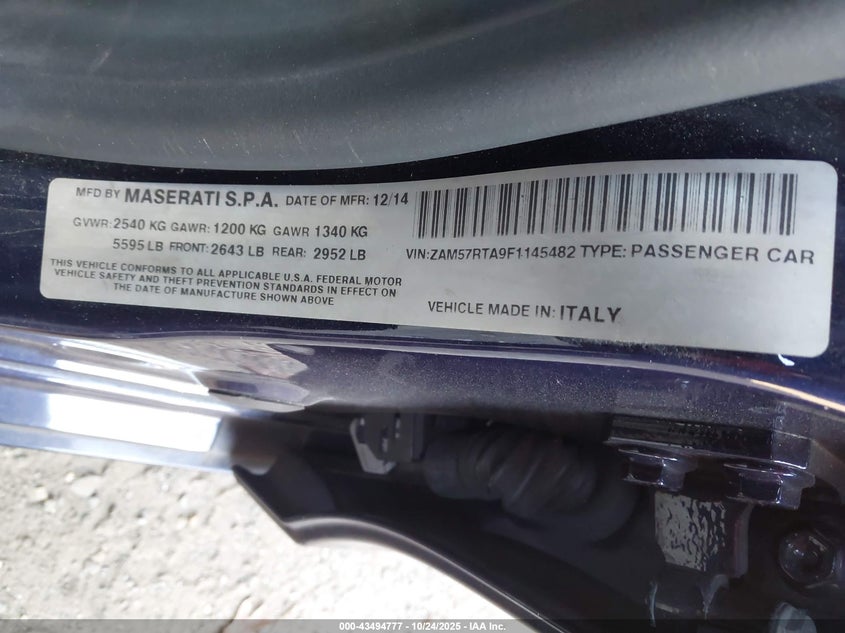 MFD BY MASERATI S.P.A. DATE OF MFR: 12/14
GVWR: 2540 KG GAWR: 1200 KG GAWR 1340 KG
5595 LB FRONT: 2643 LB REAR: 2952 LB
THIS VEHICLE CONFORMS TO ALL APPLICABLE U.S.A. FEDERAL MOTOR
VEHICLE SAFETY AND THEFT PREVENTION STANDARDS IN EFFECT ON
THE DATE OF MANUFACTURE SHOWN ABOVE
VIN: ZAM57RTA9F1145482 TYPE: PASSENGER CAR
VEHICLE MADE IN: ITALY
000-43494777 - 10/24/2025 - IAA Inc.